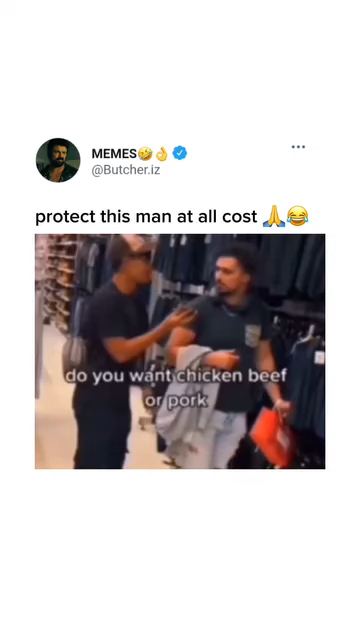 MEMES🤣👌
@Butcher.iz
protect this man at all cost 🙏😂
do you want chicken beef
or pork